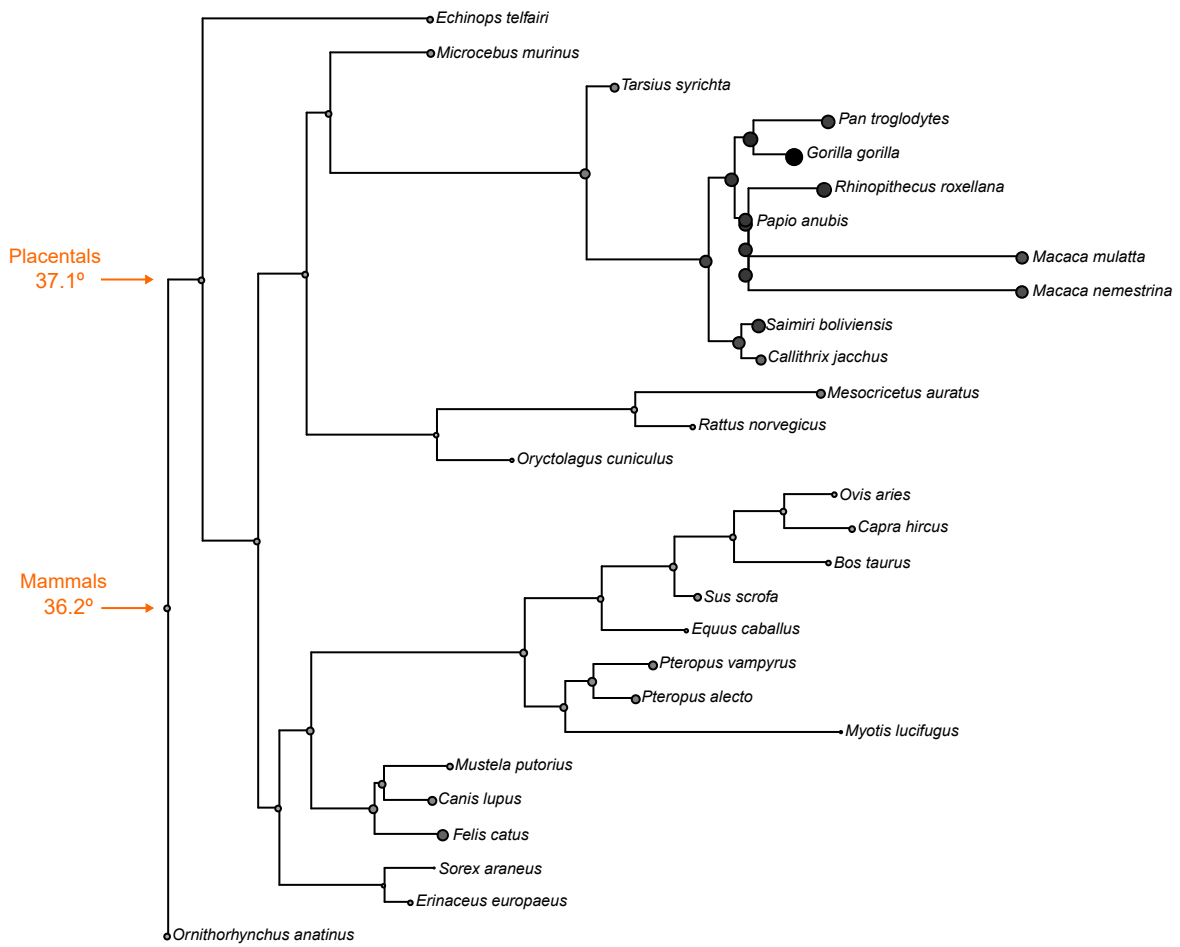 Echinops telfairi
Microcebus murinus
Tarsius syrichta
Pan troglodytes
Gorilla gorilla
Rhinopithecus roxellana
Papio anubis
Placentals
37.1º
Macaca mulatta
Macaca nemestrina
Saimiri boliviensis
Callithrix jacchus
Mesocricetus auratus
Rattus norvegicus
Oryctolagus cuniculus
Ovis aries
Capra hircus
Bos taurus
Mammals
36.2º
Sus scrofa
Equus caballus
Pteropus vampyrus
Pteropus alecto
Myotis lucifugus
Mustela putorius
Canis lupus
Felis catus
Sorex araneus
Erinaceus europaeus
Ornithorhynchus anatinus